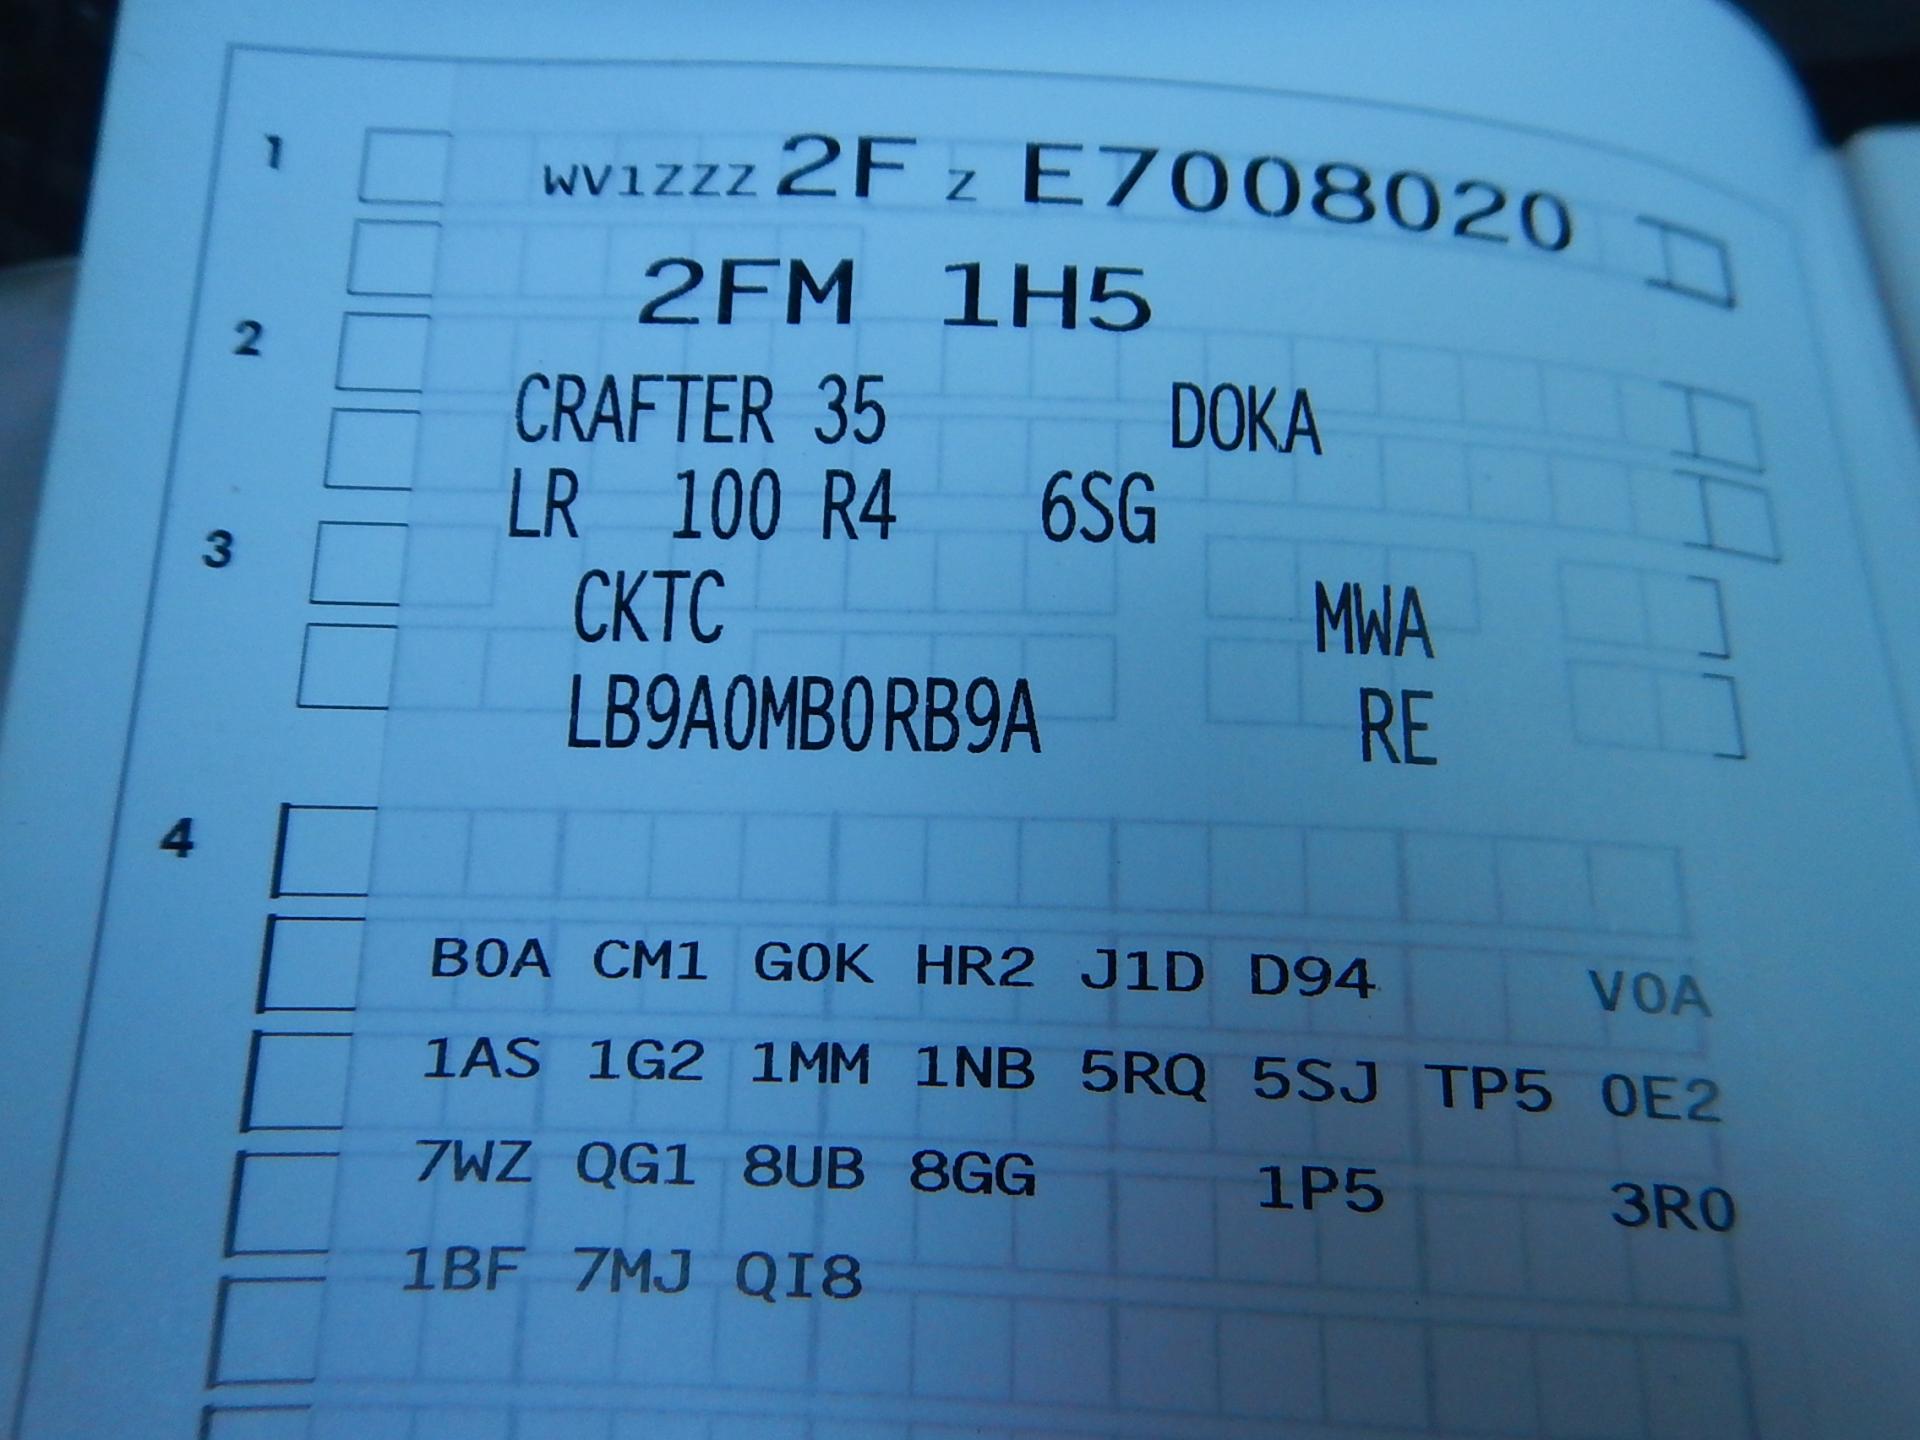 1 WV1ZZZ 2F Z E7008020
2FM 1H5
2 CRAFTER 35 DOKA
LR 100 R4 6SG
3 CKTC MWA
LB9A0MB0RB9A RE
4
B0A CM1 G0K HR2 J1D D94 V0A
1AS 1G2 1MM 1NB 5RQ 5SJ TP5 0E2
7WZ QG1 8UB 8GG 1P5 3R0
1BF 7MJ QI8